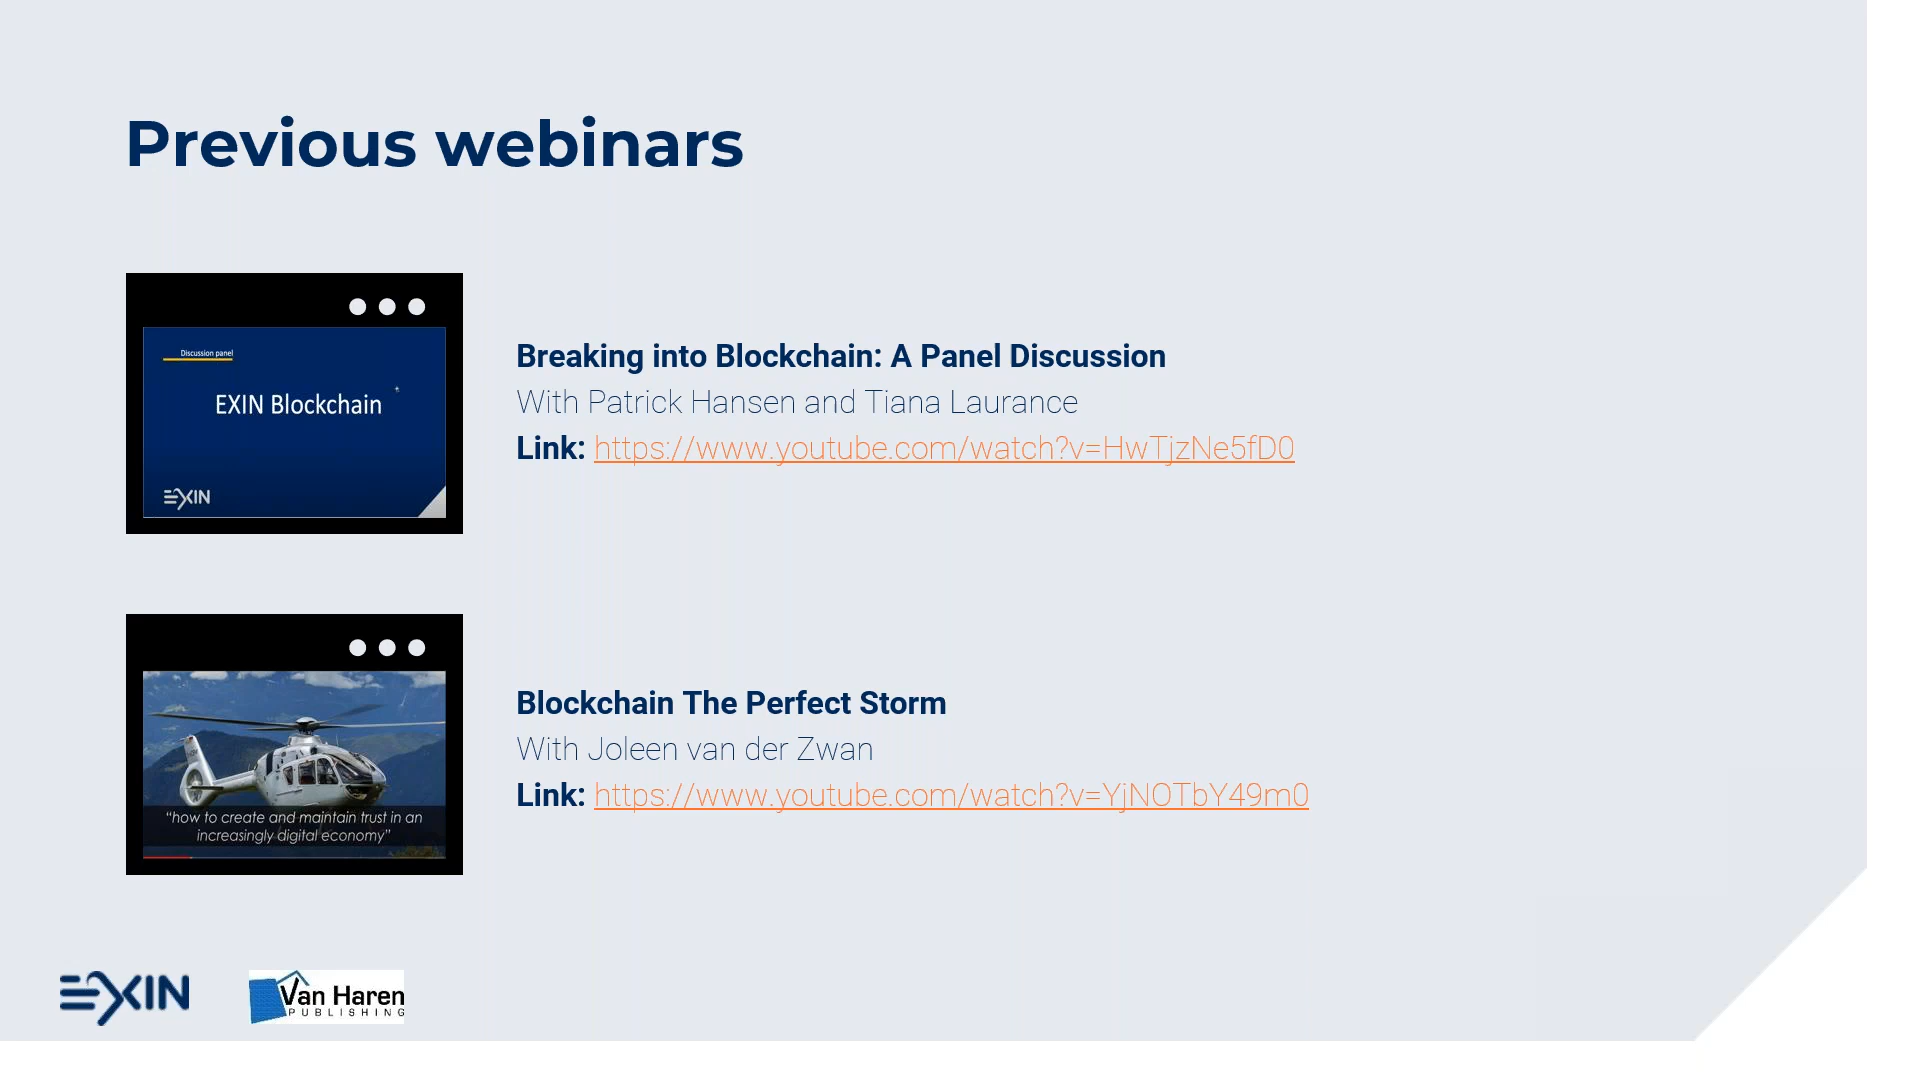 Previous webinars
Discussion panel
EXIN Blockchain
EXIN
Breaking into Blockchain: A Panel Discussion
With Patrick Hansen and Tiana Laurance
Link: https://www.youtube.com/watch?v=HwTjzNe5fD0
“how to create and maintain trust in an
increasingly digital economy”
Blockchain The Perfect Storm
With Joleen van der Zwan
Link: https://www.youtube.com/watch?v=YjNOTbY49m0
EXIN
Van Haren
PUBLISHING